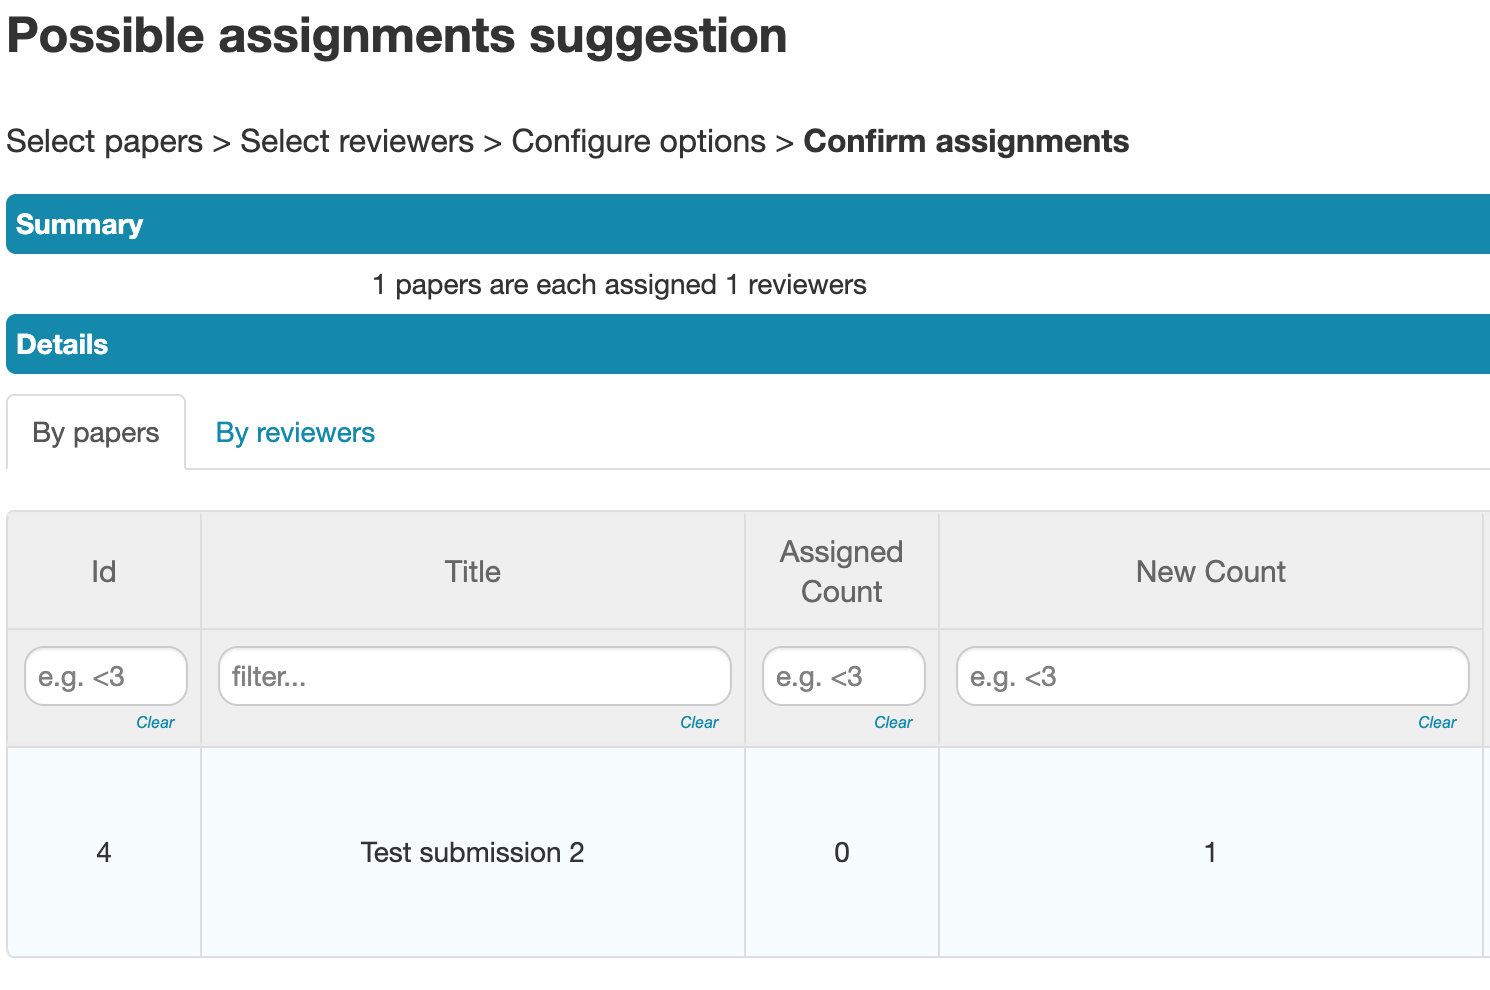 Possible assignments suggestion
Select papers > Select reviewers > Configure options > Confirm assignments
Summary
1 papers are each assigned 1 reviewers
Details
By papers By reviewers
Id Title Assigned Count New Count
e.g. <3 filter... e.g. <3 e.g. <3
Clear Clear Clear Clear
4 Test submission 2 0 1